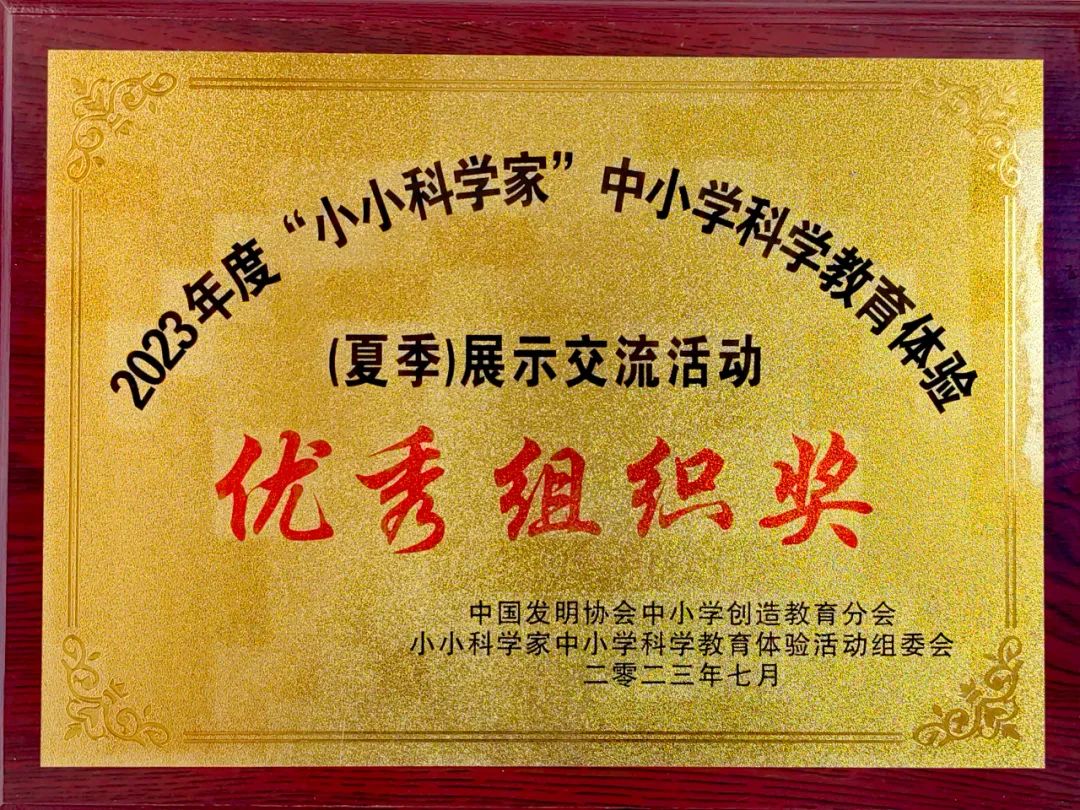 2023年度“小小科学家”中小学科学教育体验
(夏季)展示交流活动
优秀组织奖
中国发明协会中小学创造教育分会
小小科学家中小学科学教育体验活动组委会
二零二三年七月